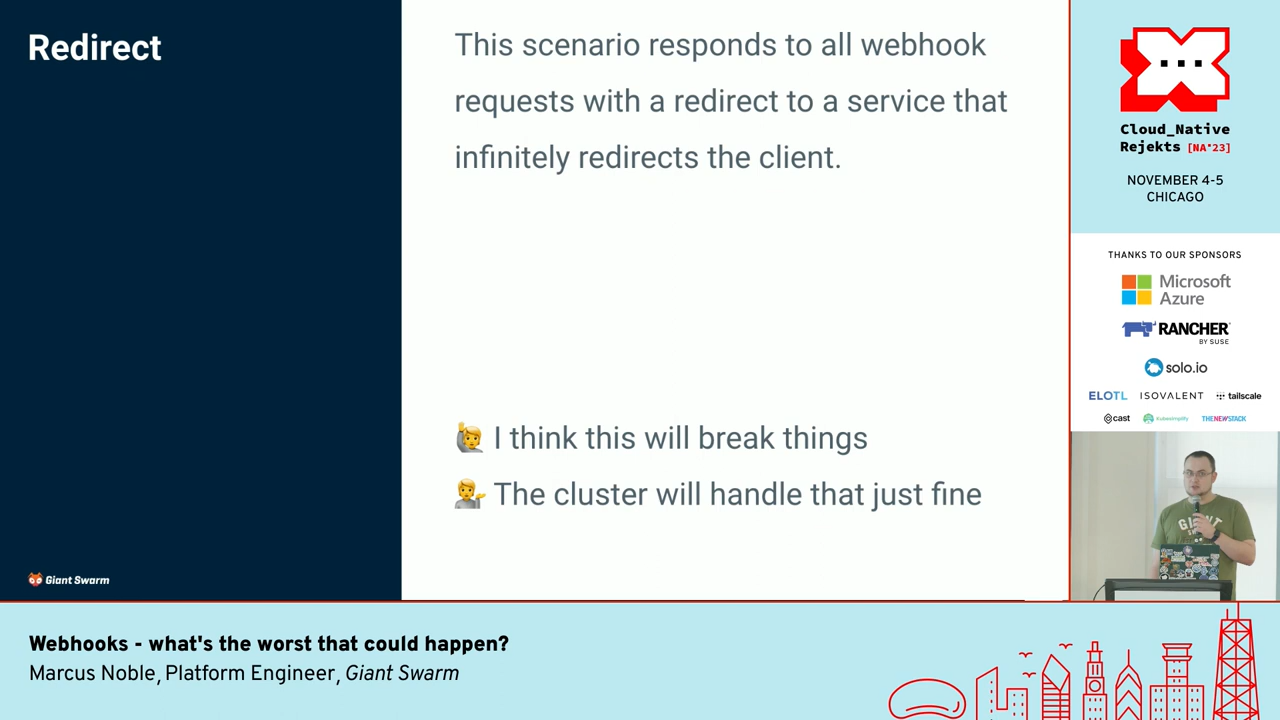 Redirect
This scenario responds to all webhook
requests with a redirect to a service that
infinitely redirects the client.
🙋 I think this will break things
💁 The cluster will handle that just fine
Giant Swarm
Cloud_Native
Rejekts [NA'23]
NOVEMBER 4-5
CHICAGO
THANKS TO OUR SPONSORS
Microsoft
Azure
RANCHER
BY SUSE
solo.io
ELOTL ISOVALENT tailscale
cast Kubesimplify THENEWSTACK
GIANT
Webhooks - what's the worst that could happen?
Marcus Noble, Platform Engineer, Giant Swarm